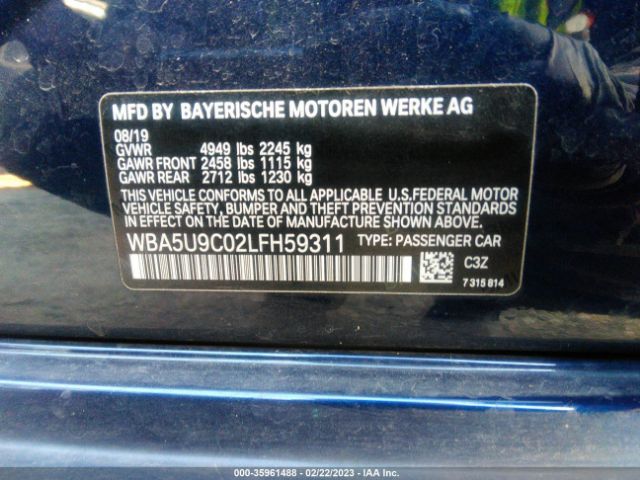 MFD BY BAYERISCHE MOTOREN WERKE AG
08/19
GVWR 4949 lbs 2245 kg
GAWR FRONT 2458 lbs 1115 kg
GAWR REAR 2712 lbs 1230 kg
THIS VEHICLE CONFORMS TO ALL APPLICABLE U.S. FEDERAL MOTOR
VEHICLE SAFETY, BUMPER, AND THEFT PREVENTION STANDARDS IN
EFFECT ON THE DATE OF MANUFACTURE SHOWN ABOVE.
WBA5U9C02LFH59311 TYPE: PASSENGER CAR
C3Z
7 315 814
000-35961488 - 02/22/2023 - IAA Inc.